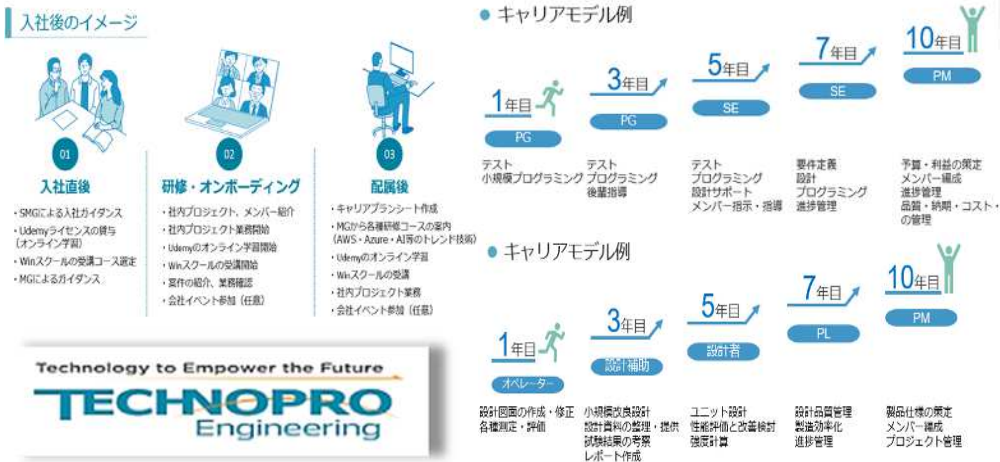 入社後のイメージ
01
入社直後
・SMGによる入社ガイダンス
・Udemyライセンスの貸与
(オンライン学習)
・Winスクールの受講コース選定
・MGによるガイダンス
02
研修・オンボーディング
・社内プロジェクト、メンバー紹介
・社内プロジェクト業務開始
・Udemyのオンライン学習開始
・Winスクールの受講開始
・案件の紹介、業務確認
・会社イベント参加（任意）
03
配属後
・キャリアプランシート作成
・MGから各種研修コースの案内
(AWS・Azure・AI等のトレンド技術)
・Udemyのオンライン学習
・Winスクールの受講
・社内プロジェクト業務
・会社イベント参加（任意）
Technology to Empower the Future
TECHNOPRO
Engineering
● キャリアモデル例
1年目
PG
テスト
小規模プログラミング
3年目
PG
テスト
プログラミング
後輩指導
5年目
SE
テスト
プログラミング
設計サポート
メンバー指示・指導
7年目
SE
要件定義
設計
プログラミング
進捗管理
10年目
PM
予算・利益の策定
メンバー編成
進捗管理
品質・納期・コスト・
の管理
● キャリアモデル例
1年目
オペレーター
設計図面の作成・修正
各種測定・評価
3年目
設計補助
小規模改良設計
設計資料の整理・提供
試験結果の考察
レポート作成
5年目
設計者
ユニット設計
性能評価と改善検討
強度計算
7年目
PL
設計品質管理
製造効率化
進捗管理
10年目
PM
製品仕様の策定
メンバー編成
プロジェクト管理